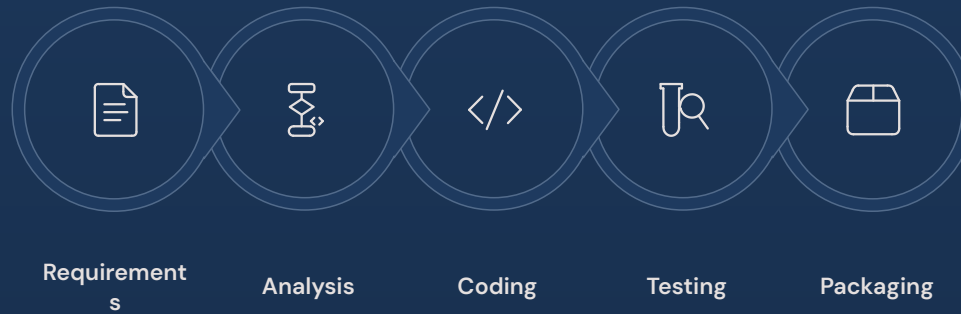 Requirement
s
Analysis
Coding
Testing
Packaging